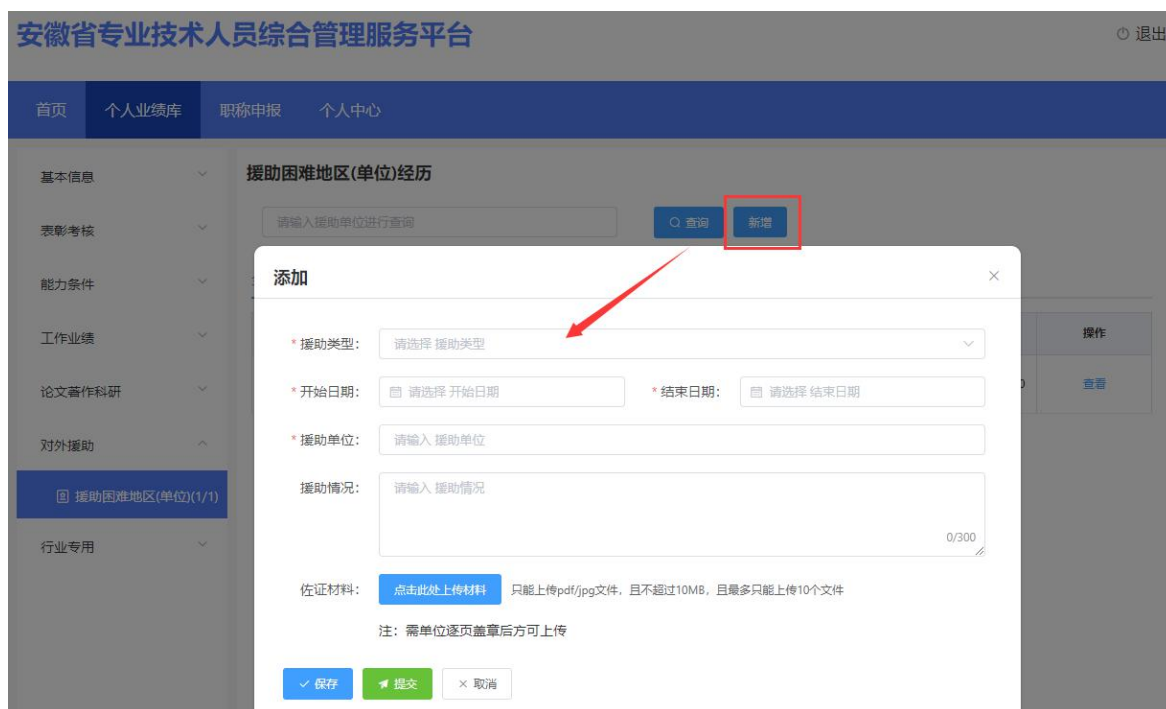 安徽省专业技术人员综合管理服务平台
退出
首页 个人业绩库 职称申报 个人中心
基本信息
援助困难地区(单位)经历
请输入援助单位进行查询 查询 新增
表彰考核
能力条件
添加
工作业绩
*援助类型： 请选择 援助类型
操作
论文著作科研
*开始日期： 请选择 开始日期 *结束日期： 请选择 结束日期
查看
对外援助
*援助单位： 请输入 援助单位
援助困难地区(单位)(1/1)
援助情况： 请输入 援助情况
0/300
行业专用
佐证材料： 点击此处上传材料 只能上传pdf/jpg文件，且不超过10MB，且最多只能上传10个文件
注：需单位逐页盖章后方可上传
保存 提交 取消